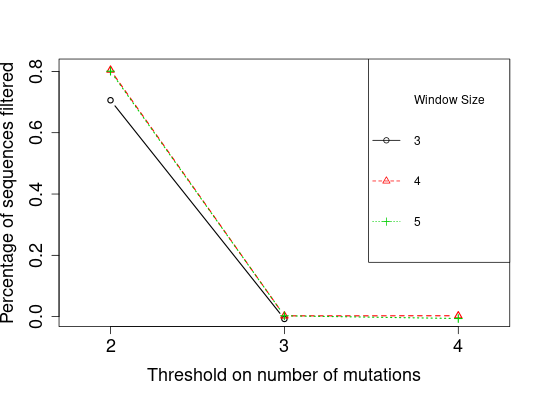 Percentage of sequences filtered
0.8
0.6
0.4
0.2
0.0
Window Size
3
4
5
2 3 4
Threshold on number of mutations